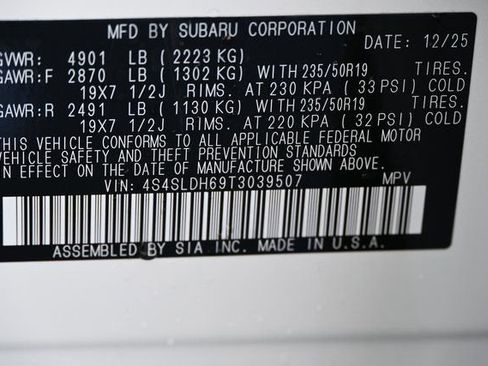 MFD BY SUBARU CORPORATION
DATE: 12/25
GVWR: 4901 LB ( 2223 KG)
GAWR:F 2870 LB ( 1302 KG) WITH 235/50R19 TIRES.
19X7 1/2J RIMS. AT 230 KPA ( 33 PSI) COLD
GAWR:R 2491 LB ( 1130 KG) WITH 235/50R19 TIRES.
19X7 1/2J RIMS. AT 220 KPA ( 32 PSI) COLD
THIS VEHICLE CONFORMS TO ALL APPLICABLE FEDERAL MOTOR
VEHICLE SAFETY AND THEFT PREVENTION STANDARDS
IN EFFECT ON THE DATE OF MANUFACTURE SHOWN ABOVE.
VIN: 4S4SLDH69T3039507 MPV
ASSEMBLED BY SIA INC. MADE IN U.S.A.